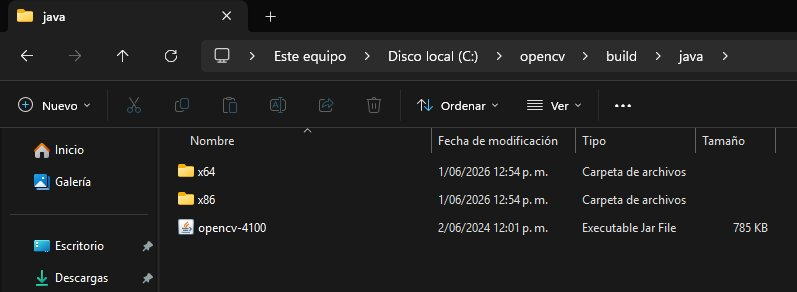 java
Este equipo > Disco local (C:) > opencv > build > java >
Nuevo Ordenar Ver ...
Nombre Fecha de modificación Tipo Tamaño
Inicio
Galería
Escritorio
Descargas
x64 1/06/2026 12:54 p. m. Carpeta de archivos
x86 1/06/2026 12:54 p. m. Carpeta de archivos
opencv-4100 2/06/2024 12:01 p. m. Executable Jar File 785 KB